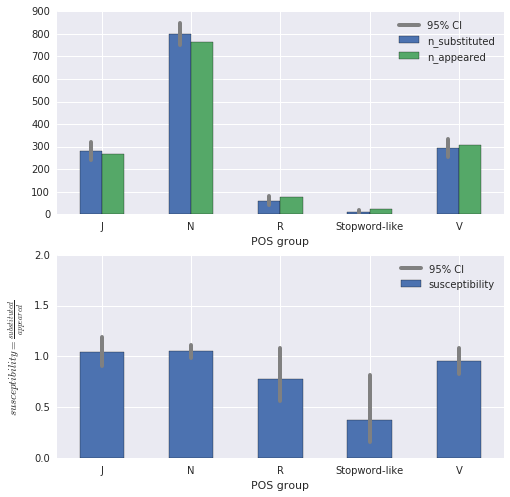 900
800
700
600
500
400
300
200
100
0
95% CI
n_substituted
n_appeared
J N R Stopword-like V
POS group
2.0
1.5
1.0
0.5
0.0
susceptibility = substituted/appeared
95% CI
susceptibility
J N R Stopword-like V
POS group